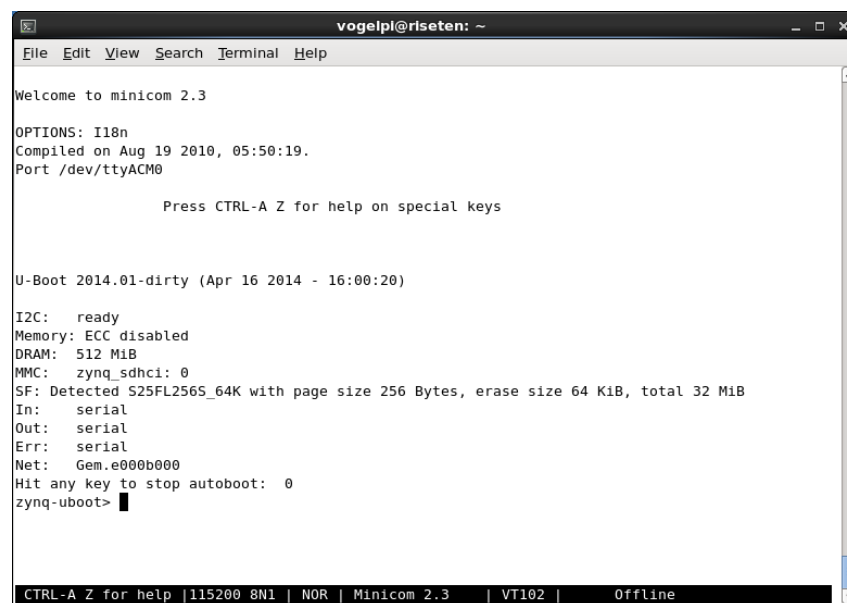 vogelpi@riseten: ~
File Edit View Search Terminal Help
Welcome to minicom 2.3
OPTIONS: I18n
Compiled on Aug 19 2010, 05:50:19.
Port /dev/ttyACM0
Press CTRL-A Z for help on special keys
U-Boot 2014.01-dirty (Apr 16 2014 - 16:00:20)
I2C:   ready
Memory: ECC disabled
DRAM:  512 MiB
MMC:   zynq_sdhci: 0
SF: Detected S25FL256S_64K with page size 256 Bytes, erase size 64 KiB, total 32 MiB
In:    serial
Out:   serial
Err:   serial
Net:   Gem.e000b000
Hit any key to stop autoboot:  0
zynq-uboot>
CTRL-A Z for help |115200 8N1 | NOR | Minicom 2.3    | VT102 |      Offline